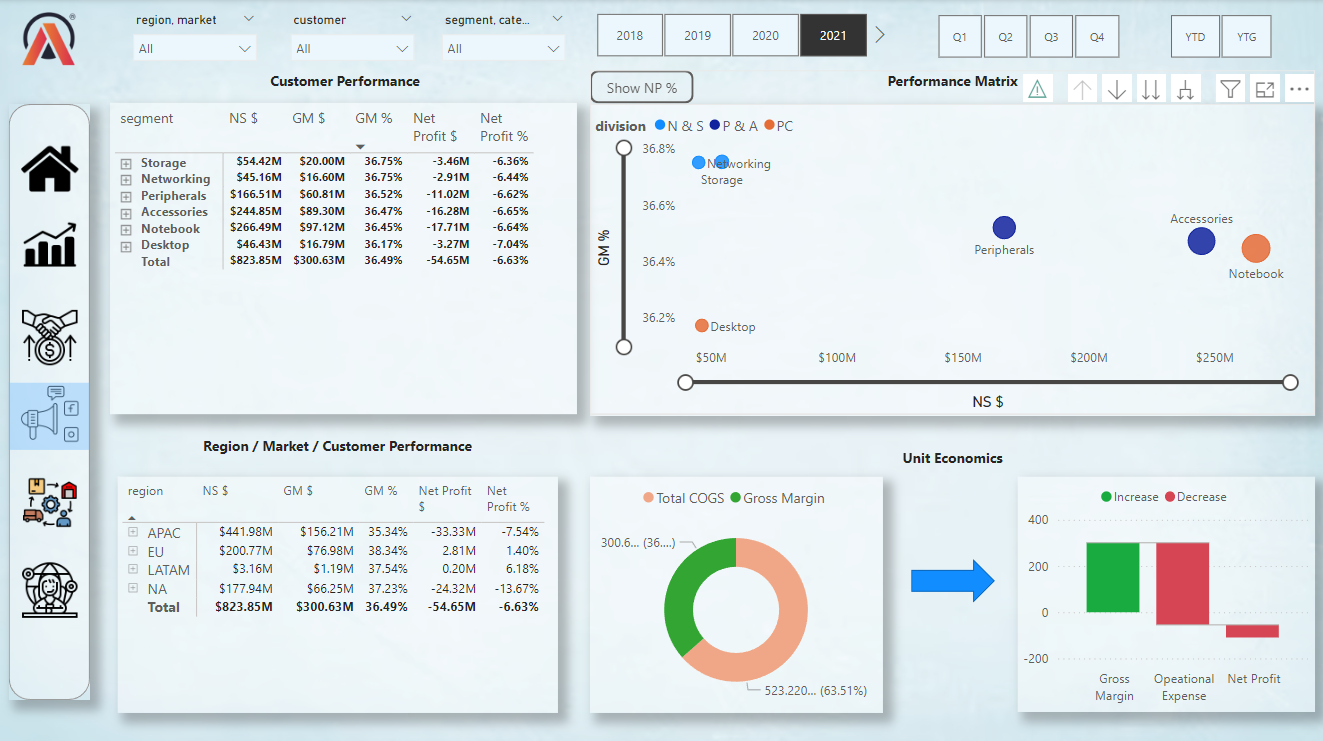 region, market
customer
segment, cate...
All
All
All
2018
2019
2020
2021
Q1
Q2
Q3
Q4
YTD
YTG
Customer Performance
segment NS $ GM $ GM % Net Profit $ Net Profit %
Storage $54.42M $20.00M 36.75% -3.46M -6.36%
Networking $45.16M $16.60M 36.75% -2.91M -6.44%
Peripherals $166.51M $60.81M 36.52% -11.02M -6.62%
Accessories $244.85M $89.30M 36.47% -16.28M -6.65%
Notebook $266.49M $97.12M 36.45% -17.71M -6.64%
Desktop $46.43M $16.79M 36.17% -3.27M -7.04%
Total $823.85M $300.63M 36.49% -54.65M -6.63%
Show NP %
Performance Matrix
division N & S P & A PC
36.8%
36.6%
36.4%
36.2%
GM %
Networking
Storage
Peripherals
Accessories
Notebook
Desktop
$50M
$100M
$150M
$200M
$250M
NS $
Region / Market / Customer Performance
region NS $ GM $ GM % Net Profit $ Net Profit %
APAC $441.98M $156.21M 35.34% -33.33M -7.54%
EU $200.77M $76.98M 38.34% 2.81M 1.40%
LATAM $3.16M $1.19M 37.54% 0.20M 6.18%
NA $177.94M $66.25M 37.23% -24.32M -13.67%
Total $823.85M $300.63M 36.49% -54.65M -6.63%
Unit Economics
Total COGS Gross Margin
300.6... (36....)
523.220... (63.51%)
Increase Decrease
400
200
0
-200
Gross Margin
Opeational Expense
Net Profit